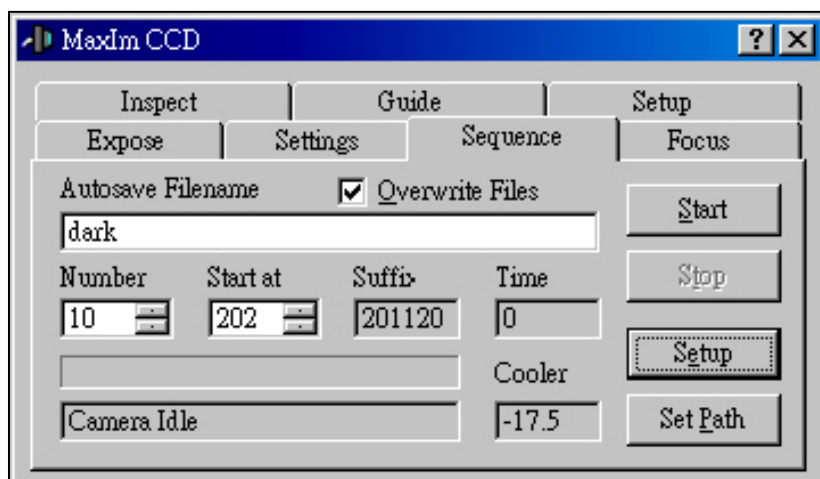 MaxIm CCD
Inspect Guide Setup
Expose Settings Sequence Focus
Autosave Filename Overwrite Files
Start
dark
Number Start at Suffix Time
Stop
10 202 201120 0
Setup
Cooler
Camera Idle -17.5
Set Path